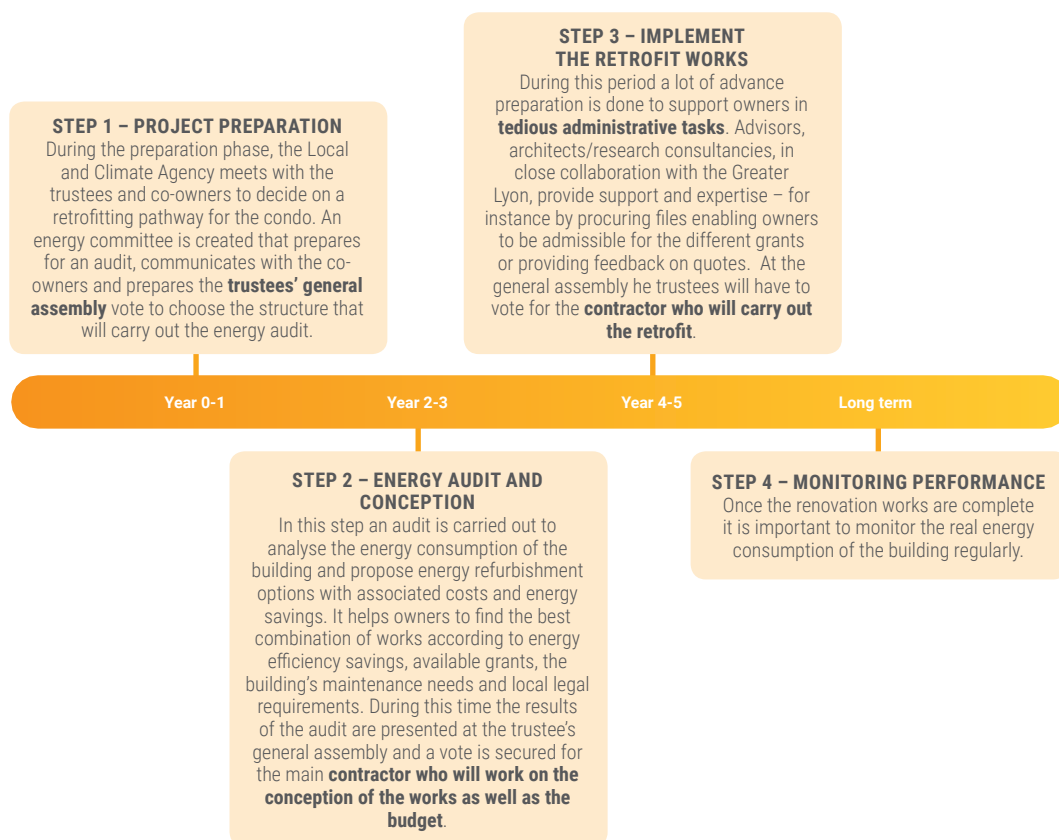 STEP 1 – PROJECT PREPARATION
During the preparation phase, the Local
and Climate Agency meets with the
trustees and co-owners to decide on a
retrofitting pathway for the condo. An
energy committee is created that prepares
for an audit, communicates with the co-
owners and prepares the trustees’ general
assembly vote to choose the structure that
will carry out the energy audit.
STEP 3 – IMPLEMENT
THE RETROFIT WORKS
During this period a lot of advance
preparation is done to support owners in
tedious administrative tasks. Advisors,
architects/research consultancies, in
close collaboration with the Greater
Lyon, provide support and expertise – for
instance by procuring files enabling owners
to be admissible for the different grants
or providing feedback on quotes. At the
general assembly he trustees will have to
vote for the contractor who will carry out
the retrofit.
Year 0-1
Year 2-3
Year 4-5
Long term
STEP 2 – ENERGY AUDIT AND
CONCEPTION
In this step an audit is carried out to
analyse the energy consumption of the
building and propose energy refurbishment
options with associated costs and energy
savings. It helps owners to find the best
combination of works according to energy
efficiency savings, available grants, the
building’s maintenance needs and local legal
requirements. During this time the results
of the audit are presented at the trustee’s
general assembly and a vote is secured for
the main contractor who will work on the
conception of the works as well as the
budget.
STEP 4 – MONITORING PERFORMANCE
Once the renovation works are complete
it is important to monitor the real energy
consumption of the building regularly.